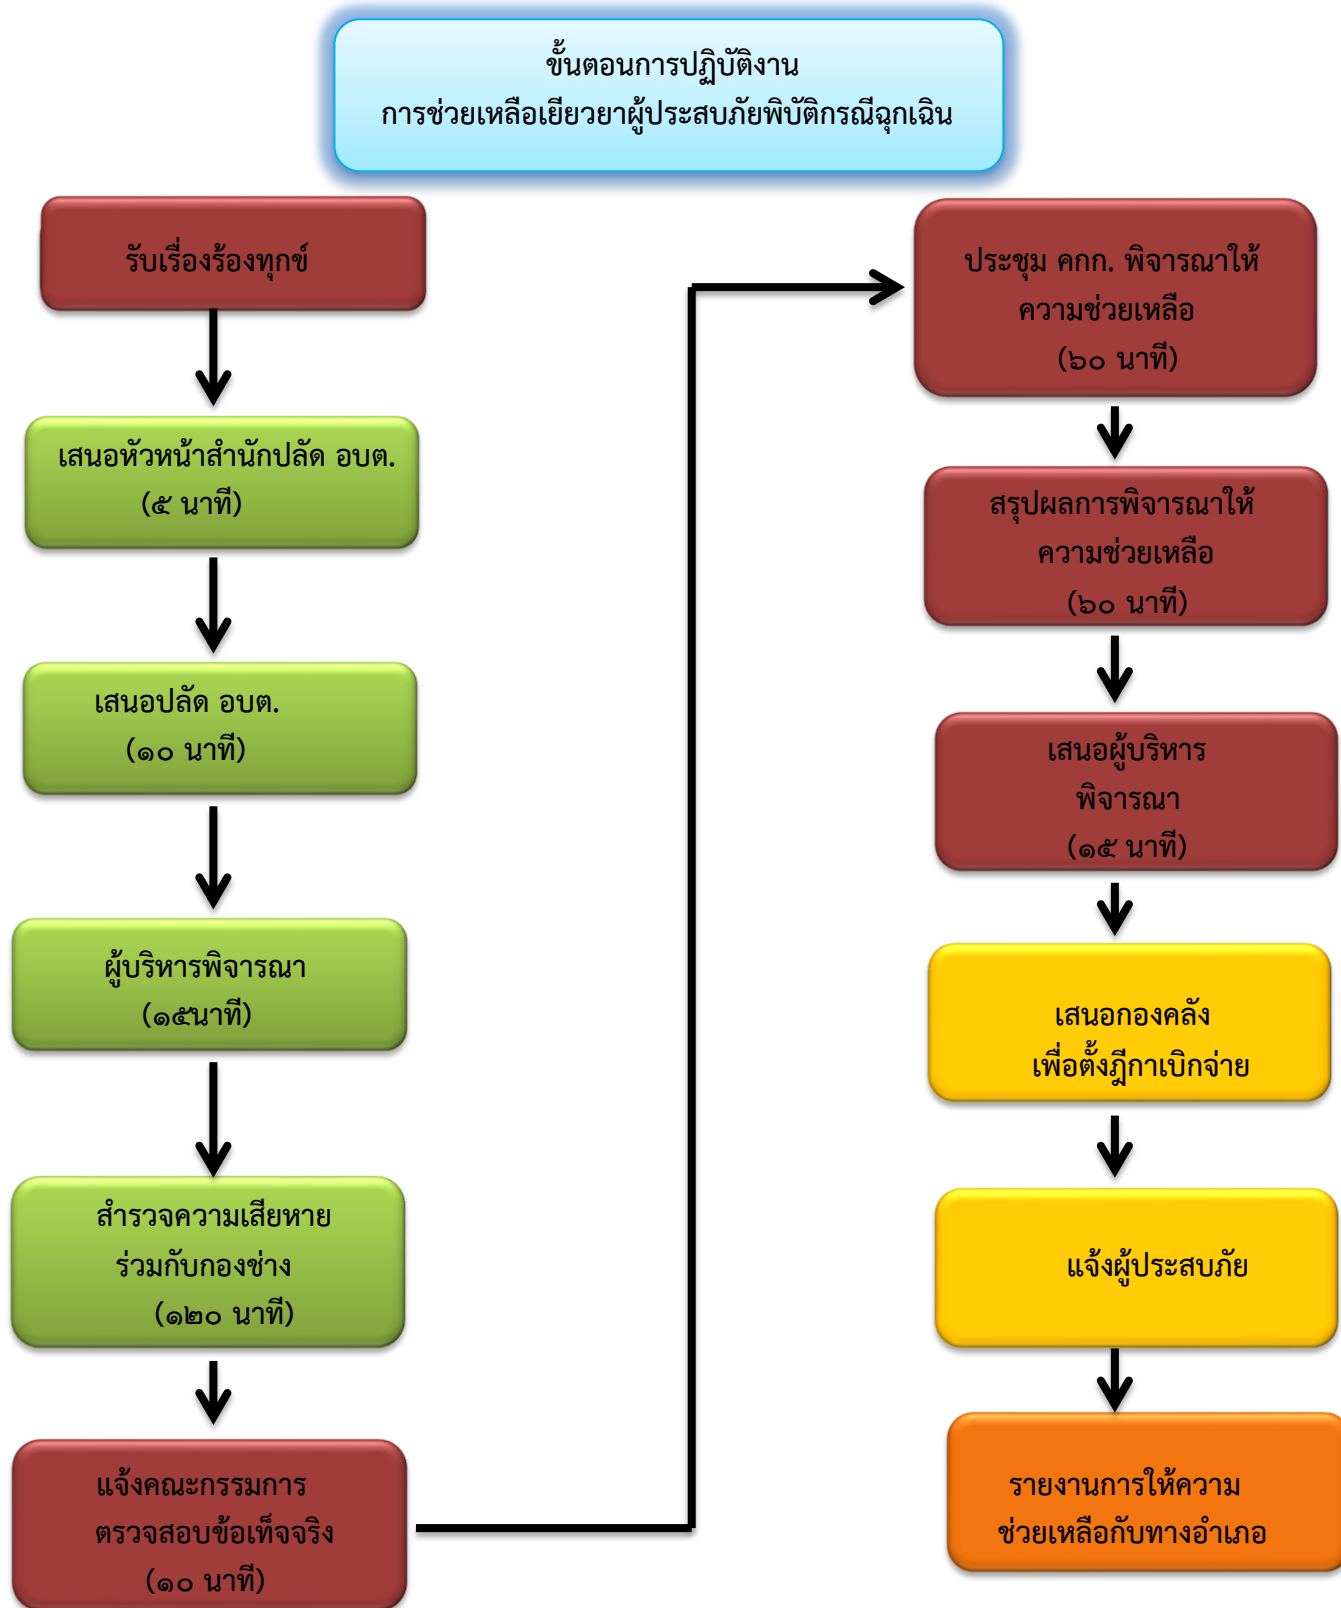 ขั้นตอนการปฏิบัติงาน
การช่วยเหลือเยียวยาผู้ประสบภัยพิบัติกรณีฉุกเฉิน
รับเรื่องร้องทุกข์
เสนอหัวหน้าสำนักปลัด อบต.
(๕ นาที)
เสนอปลัด อบต.
(๑๐ นาที)
ผู้บริหารพิจารณา
(๑๕นาที)
สำรวจความเสียหาย
ร่วมกับกองช่าง
(๑๒๐ นาที)
แจ้งคณะกรรมการ
ตรวจสอบข้อเท็จจริง
(๑๐ นาที)
ประชุม คกก. พิจารณาให้
ความช่วยเหลือ
(๖๐ นาที)
สรุปผลการพิจารณาให้
ความช่วยเหลือ
(๖๐ นาที)
เสนอผู้บริหาร
พิจารณา
(๑๕ นาที)
เสนอกองคลัง
เพื่อตั้งฎีกาเบิกจ่าย
แจ้งผู้ประสบภัย
รายงานการให้ความ
ช่วยเหลือกับทางอำเภอ